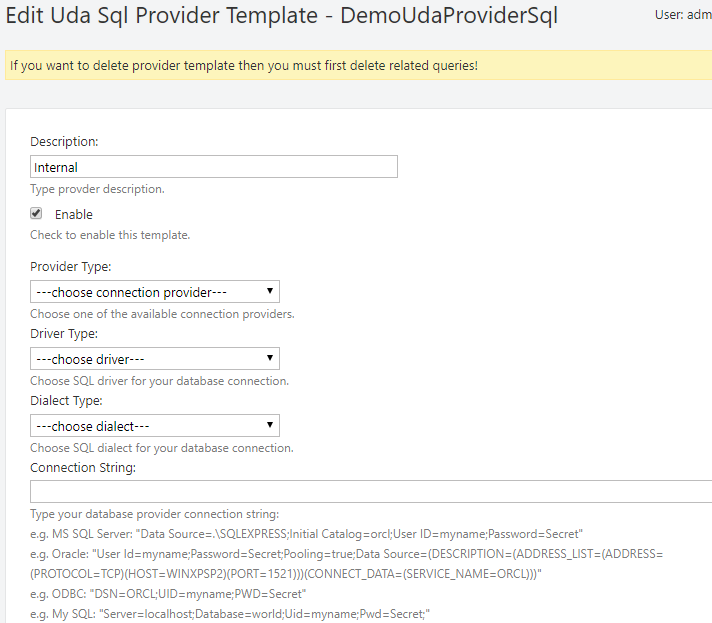 Edit Uda Sql Provider Template - DemoUdaProviderSql
User: adm
If you want to delete provider template then you must first delete related queries!
Description:
Internal
Type provder description.
Enable
Check to enable this template.
Provider Type:
---choose connection provider---
Choose one of the available connection providers.
Driver Type:
---choose driver---
Choose SQL driver for your database connection.
Dialect Type:
---choose dialect---
Choose SQL dialect for your database connection.
Connection String:
Type your database provider connection string:
e.g. MS SQL Server: "Data Source=.\SQLEXPRESS;Initial Catalog=orcl;User ID=myname;Password=Secret"
e.g. Oracle: "User Id=myname;Password=Secret;Pooling=true;Data Source=(DESCRIPTION=(ADDRESS_LIST=(ADDRESS=
(PROTOCOL=TCP)(HOST=WINXPSP2)(PORT=1521)))(CONNECT_DATA=(SERVICE_NAME=ORCL)))"
e.g. ODBC: "DSN=ORCL;UID=myname;PWD=Secret"
e.g. My SQL: "Server=localhost;Database=world;Uid=myname;Pwd=Secret;"